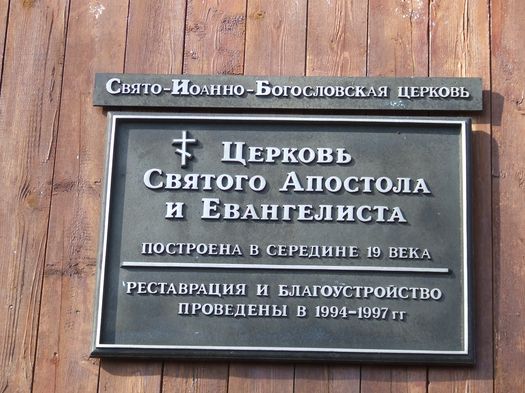 Свято-Иоанно-Богословская церковь
Церковь
Святого Апостола
и Евангелиста
построена в середине 19 века
реставрация и благоустройство
проведены в 1994-1997 гг